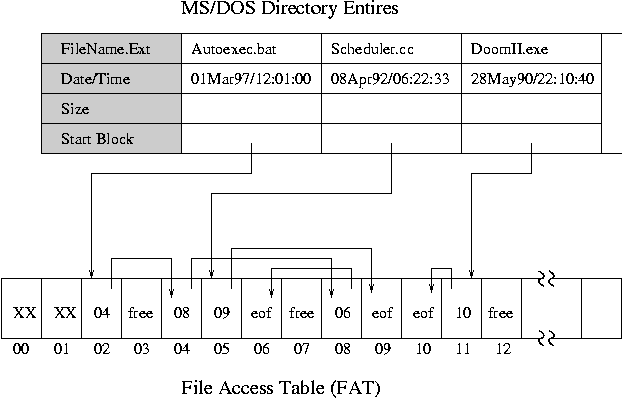 MS/DOS Directory Entires
FileName.Ext Autoexec.bat Scheduler.cc DoomII.exe
Date/Time 01Mar97/12:01:00 08Apr92/06:22:33 28May90/22:10:40
Size
Start Block
XX XX 04 free 08 09 eof free 06 eof eof 10 free
00 01 02 03 04 05 06 07 08 09 10 11 12
File Access Table (FAT)